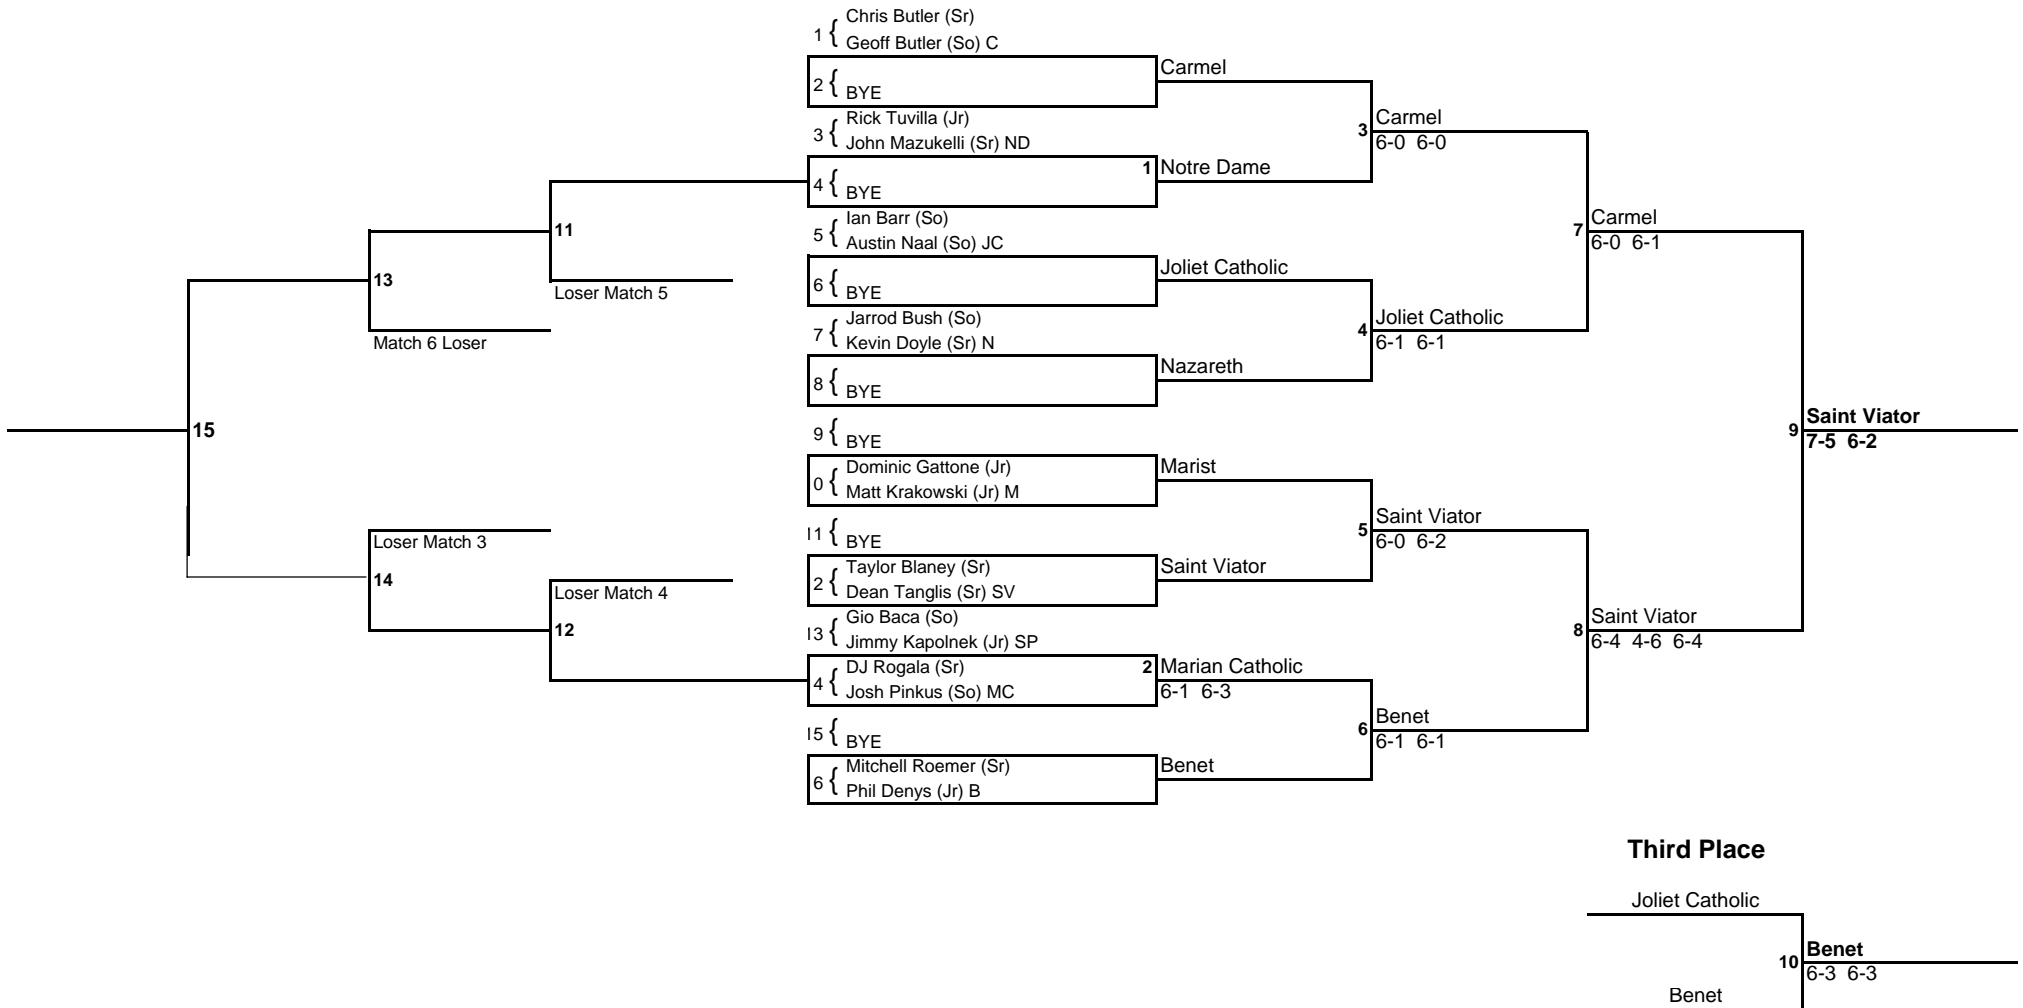 Chris Butler (Sr)
1 {
Geoff Butler (So) C
Carmel
2 { BYE
Rick Tuvilla (Jr)
3 {
John Mazukelli (Sr) ND
3 Carmel
6-0 6-0
1 Notre Dame
4 { BYE
Ian Barr (So)
5 {
Austin Naal (So) JC
11
7 Carmel
6-0 6-1
Joliet Catholic
6 { BYE
13
Loser Match 5
Jarrod Bush (So)
7 {
Kevin Doyle (Sr) N
4 Joliet Catholic
6-1 6-1
Match 6 Loser
Nazareth
8 { BYE
9 { BYE
15
9 Saint Viator
7-5 6-2
Dominic Gattone (Jr)
0 {
Matt Krakowski (Jr) M
Marist
11 { BYE
5 Saint Viator
6-0 6-2
Loser Match 3
14
Taylor Blaney (Sr)
2 {
Dean Tanglis (Sr) SV
Saint Viator
Loser Match 4
12
Gio Baca (So)
13 {
Jimmy Kapolnek (Jr) SP
8 Saint Viator
6-4 4-6 6-4
DJ Rogala (Sr)
4 {
Josh Pinkus (So) MC
2 Marian Catholic
6-1 6-3
15 { BYE
6 Benet
6-1 6-1
Mitchell Roemer (Sr)
6 {
Phil Denys (Jr) B
Benet
Third Place
Joliet Catholic
10 Benet
6-3 6-3
Benet